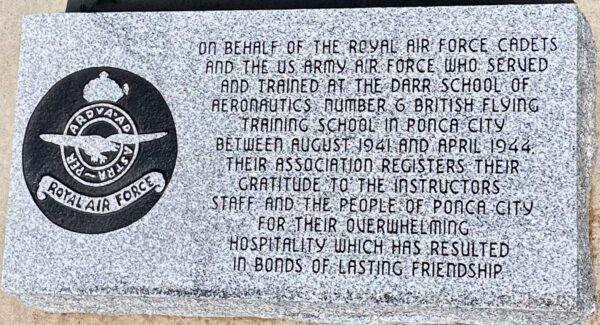 PER ARDVA AD ASTRA
ROYAL AIR FORCE
ON BEHALF OF THE ROYAL AIR FORCE CADETS
AND THE US ARMY AIR FORCE WHO SERVED
AND TRAINED AT THE DARR SCHOOL OF
AERONAUTICS. NUMBER 6 BRITISH FLYING
TRAINING SCHOOL IN PONCA CITY
BETWEEN AUGUST 1941 AND APRIL 1944.
THEIR ASSOCIATION REGISTERS THEIR
GRATITUDE TO THE INSTRUCTORS
STAFF AND THE PEOPLE OF PONCA CITY
FOR THEIR OVERWHELMING
HOSPITALITY WHICH HAS RESULTED
IN BONDS OF LASTING FRIENDSHIP